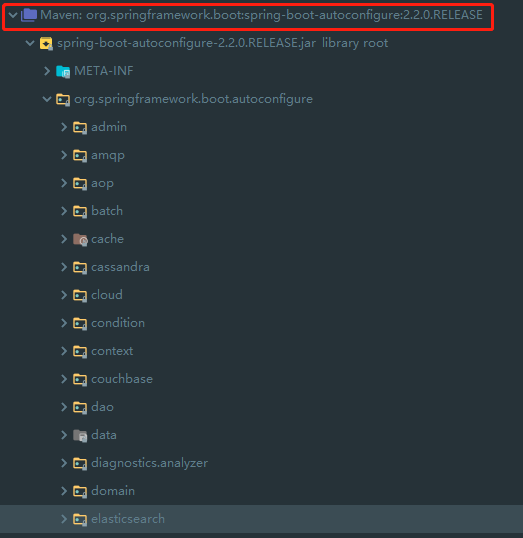 Maven: org.springframework.boot:spring-boot-autoconfigure:2.2.0.RELEASE
spring-boot-autoconfigure-2.2.0.RELEASE.jar library root
META-INF
org.springframework.boot.autoconfigure
admin
amqp
aop
batch
cache
cassandra
cloud
condition
context
couchbase
dao
data
diagnostics.analyzer
domain
elasticsearch